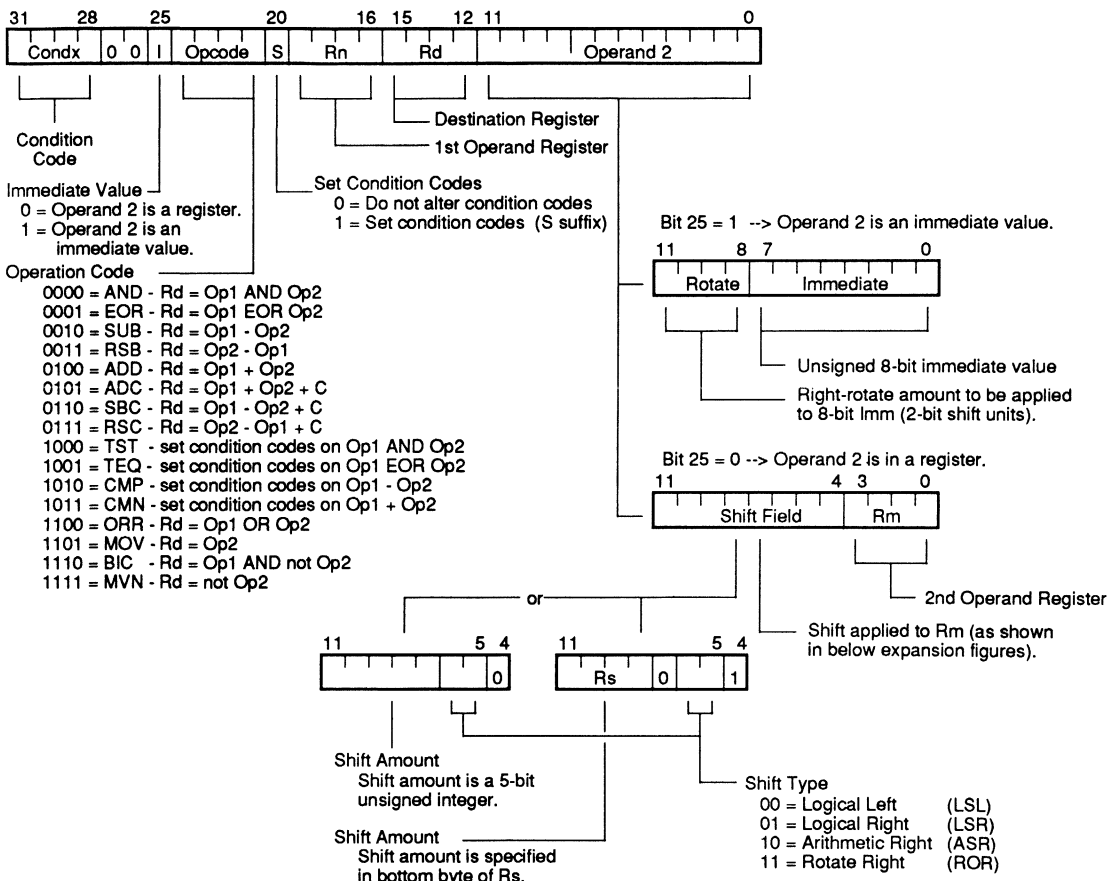 31 28 25 20 16 15 12 11 0
Condx 0 0 I Opcode S Rn Rd Operand 2
Destination Register
1st Operand Register
Condition
Code
Immediate Value
0 = Operand 2 is a register.
1 = Operand 2 is an
immediate value.
Set Condition Codes
0 = Do not alter condition codes
1 = Set condition codes (S suffix)
Operation Code
0000 = AND - Rd = Op1 AND Op2
0001 = EOR - Rd = Op1 EOR Op2
0010 = SUB - Rd = Op1 - Op2
0011 = RSB - Rd = Op2 - Op1
0100 = ADD - Rd = Op1 + Op2
0101 = ADC - Rd = Op1 + Op2 + C
0110 = SBC - Rd = Op1 - Op2 + C
0111 = RSC - Rd = Op2 - Op1 + C
1000 = TST - set condition codes on Op1 AND Op2
1001 = TEQ - set condition codes on Op1 EOR Op2
1010 = CMP - set condition codes on Op1 - Op2
1011 = CMN - set condition codes on Op1 + Op2
1100 = ORR - Rd = Op1 OR Op2
1101 = MOV - Rd = Op2
1110 = BIC - Rd = Op1 AND not Op2
1111 = MVN - Rd = not Op2
Bit 25 = 1 --> Operand 2 is an immediate value.
11 8 7 0
Rotate Immediate
Unsigned 8-bit immediate value
Right-rotate amount to be applied
to 8-bit Imm (2-bit shift units).
Bit 25 = 0 --> Operand 2 is in a register.
11 4 3 0
Shift Field Rm
2nd Operand Register
Shift applied to Rm (as shown
in below expansion figures).
or
11 5 4
0
11 5 4
Rs 0 1
Shift Amount
Shift amount is a 5-bit
unsigned integer.
Shift Amount
Shift amount is specified
in bottom byte of Rs.
Shift Type
00 = Logical Left (LSL)
01 = Logical Right (LSR)
10 = Arithmetic Right (ASR)
11 = Rotate Right (ROR)